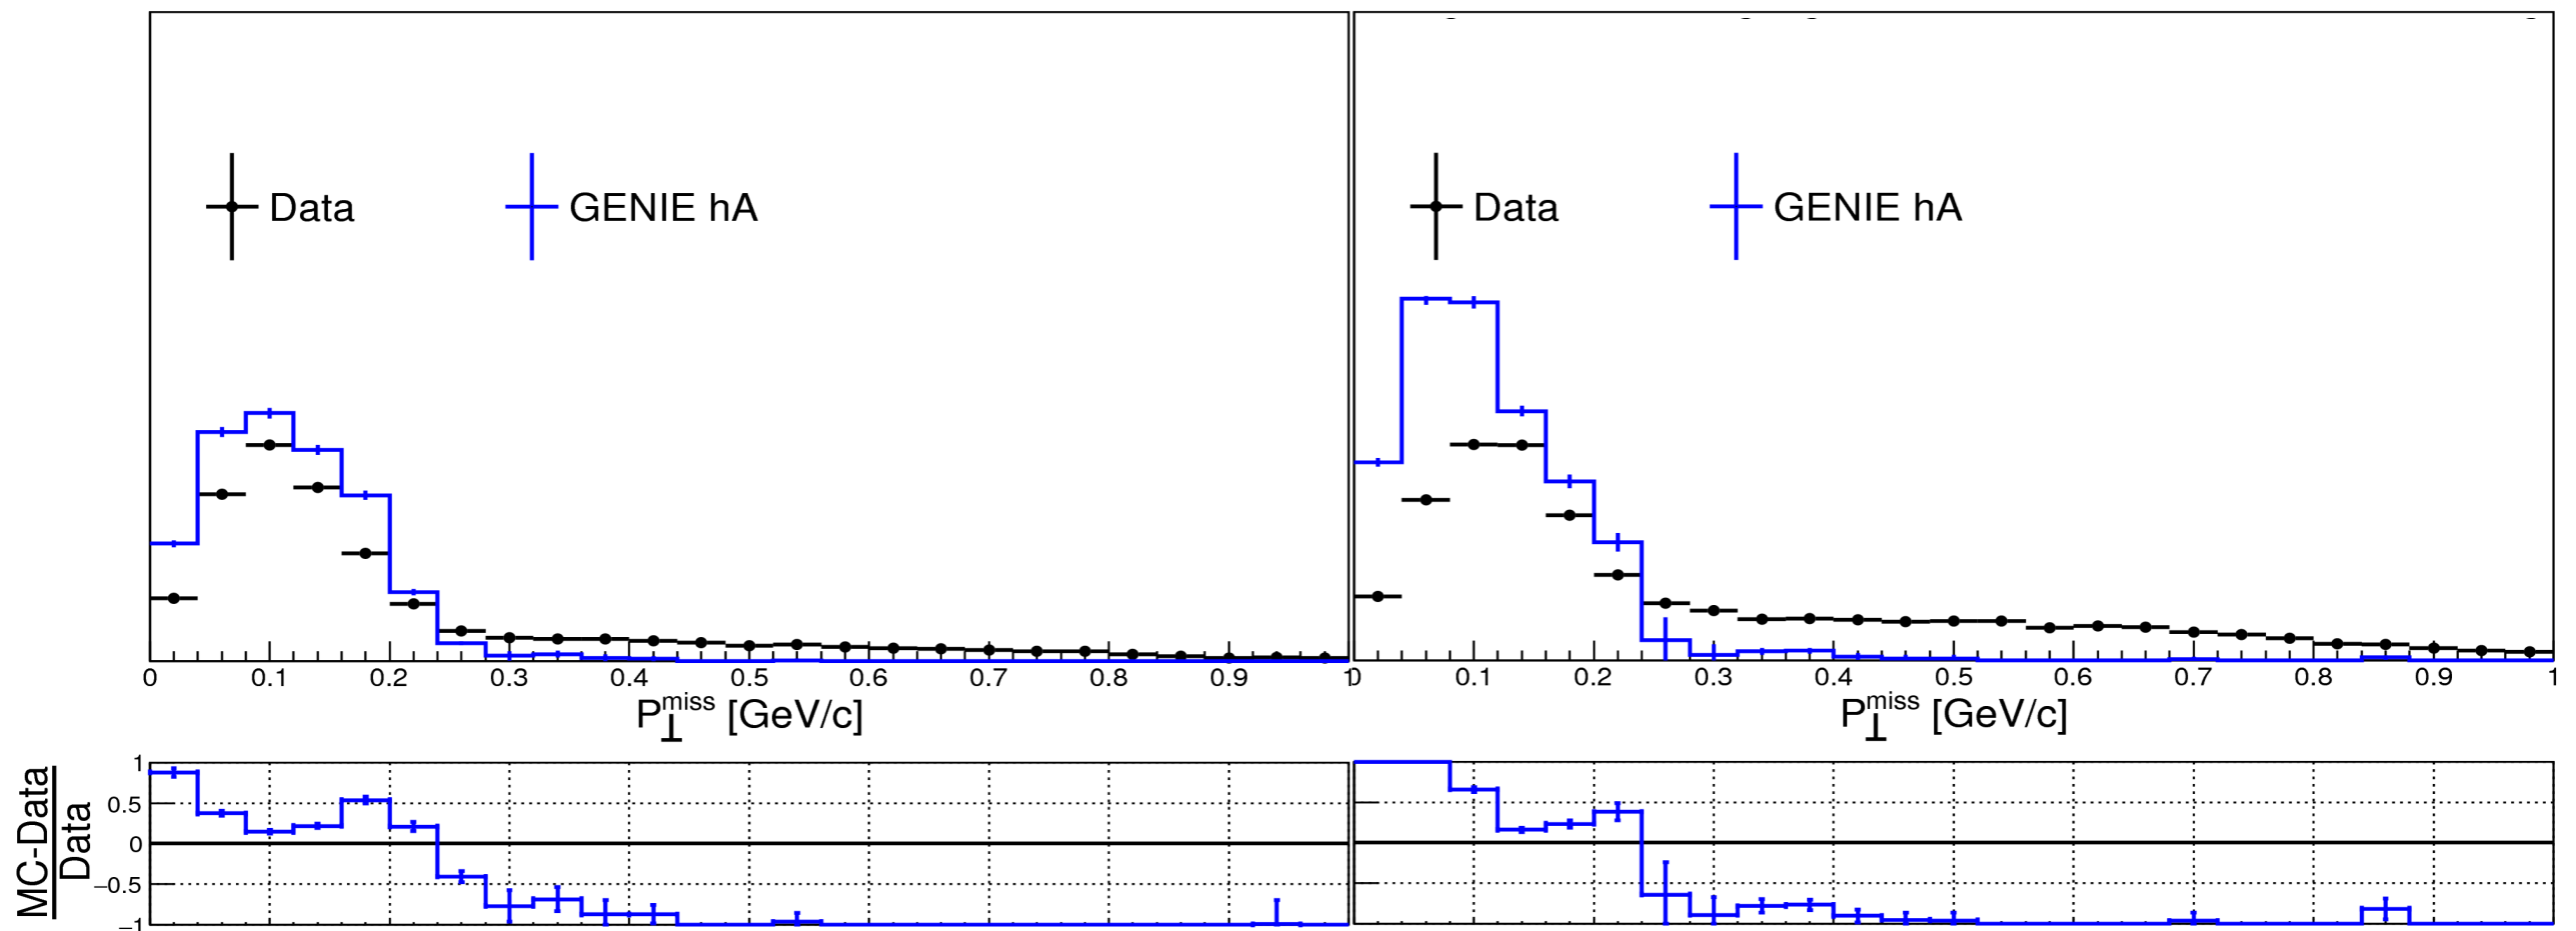 Data GENIE hA
Data GENIE hA
0 0.1 0.2 0.3 0.4 0.5 0.6 0.7 0.8 0.9 1
0 0.1 0.2 0.3 0.4 0.5 0.6 0.7 0.8 0.9 1
P⊥miss [GeV/c]
P⊥miss [GeV/c]
MC-Data
Data
1
0.5
0
−0.5
−1